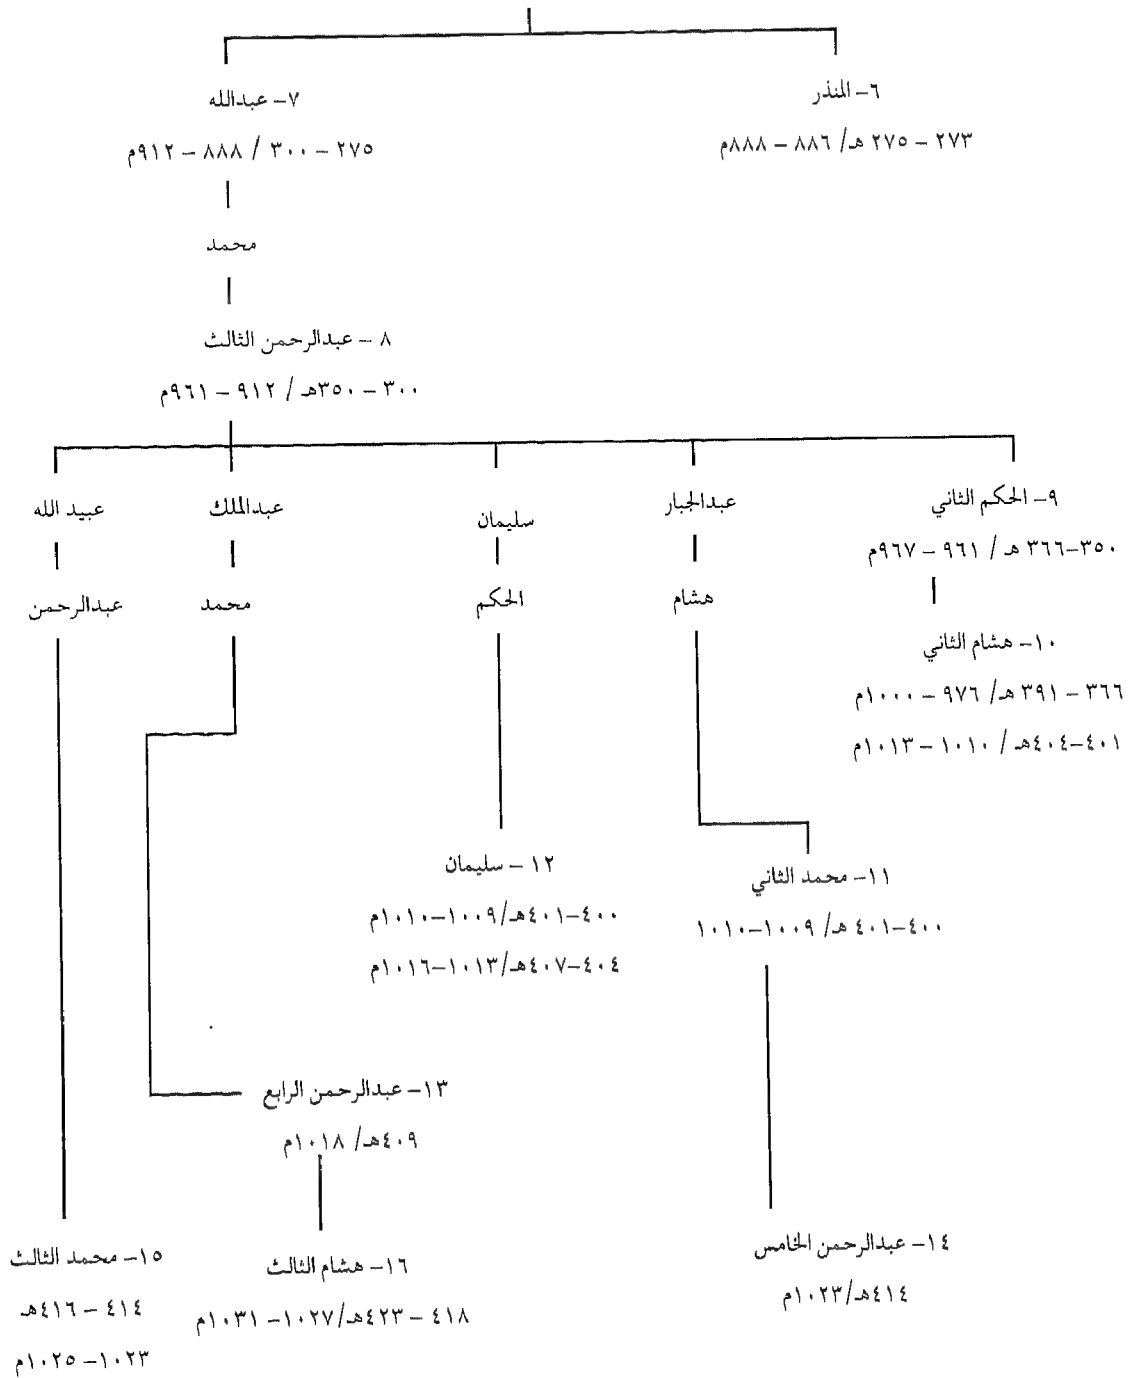 ٦- المنذر
٢٧٣ - ٢٧٥ هـ/ ٨٨٦ - ٨٨٨م
٧- عبدالله
٢٧٥ - ٣٠٠ / ٨٨٨ - ٩١٢م
محمد
٨ - عبدالرحمن الثالث
٣٠٠ - ٣٥٠هـ / ٩١٢ - ٩٦١م
٩- الحكم الثاني
٣٥٠-٣٦٦ هـ / ٩٦١ - ٩٦٧م
١٠- هشام الثاني
٣٦٦ - ٣٩١ هـ/ ٩٧٦ - ١٠٠٠م
٤٠١-٤٠٤هـ / ١٠١٠ - ١٠١٣م
عبدالجبار
هشام
١١- محمد الثاني
٤٠٠-٤٠١ هـ/ ١٠٠٩-١٠١٠
١٤- عبدالرحمن الخامس
٤١٤هـ/١٠٢٣م
سليمان
الحكم
١٢ - سليمان
٤٠٠-٤٠١هـ/١٠٠٩-١٠١٠م
٤٠٤-٤٠٧هـ/١٠١٣-١٠١٦م
عبدالملك
محمد
١٣- عبدالرحمن الرابع
٤٠٩هـ/ ١٠١٨م
١٦- هشام الثالث
٤١٨ - ٤٢٣هـ/١٠٢٧-١٠٣١م
عبيد الله
عبدالرحمن
١٥- محمد الثالث
٤١٤ - ٤١٦هـ
١٠٢٣-١٠٢٥م